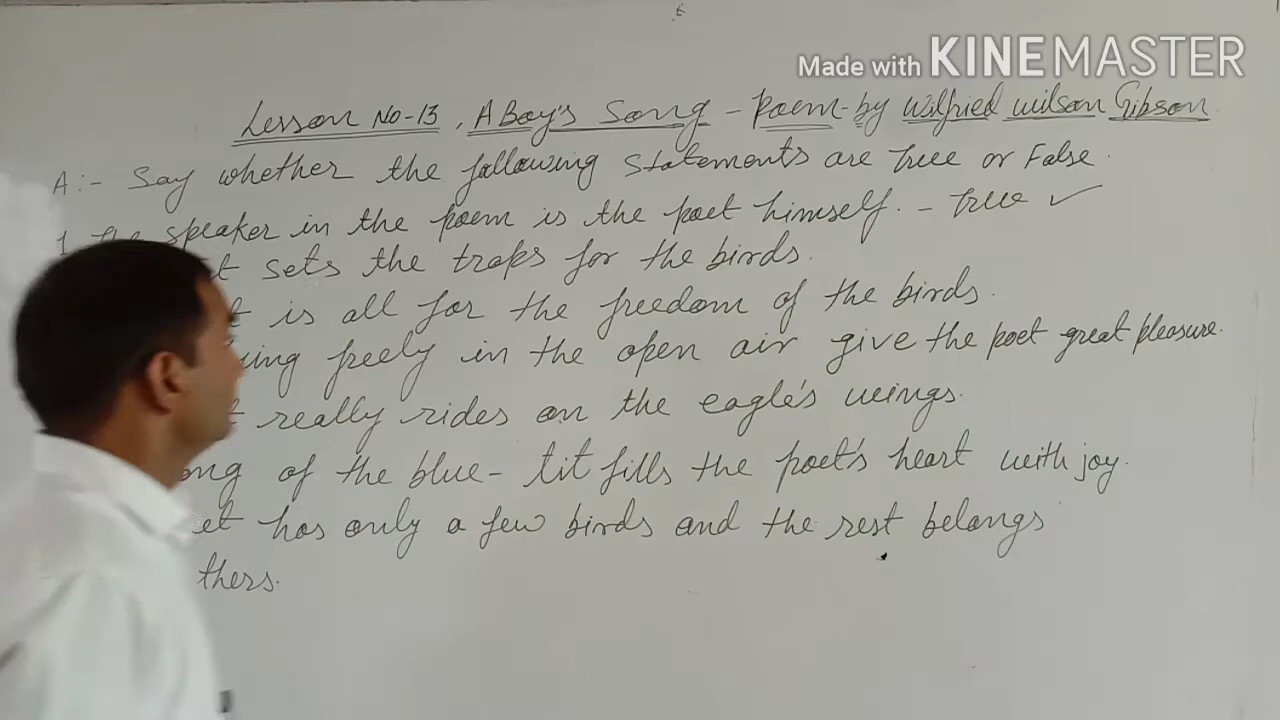 Made with KINEMASTER
Lesson No-13, A Boy's Song - Poem - by Wilfried Wilson Gibson
A:- Say whether the following statements are True or False.
1. The speaker in the poem is the poet himself. - True ✓
sets the traps for the birds.
is all for the freedom of the birds.
freely in the open air give the poet great pleasure.
really rides on the eagle's wings.
of the blue-tit fills the poet's heart with joy.
has only a few birds and the rest belongs
thers.